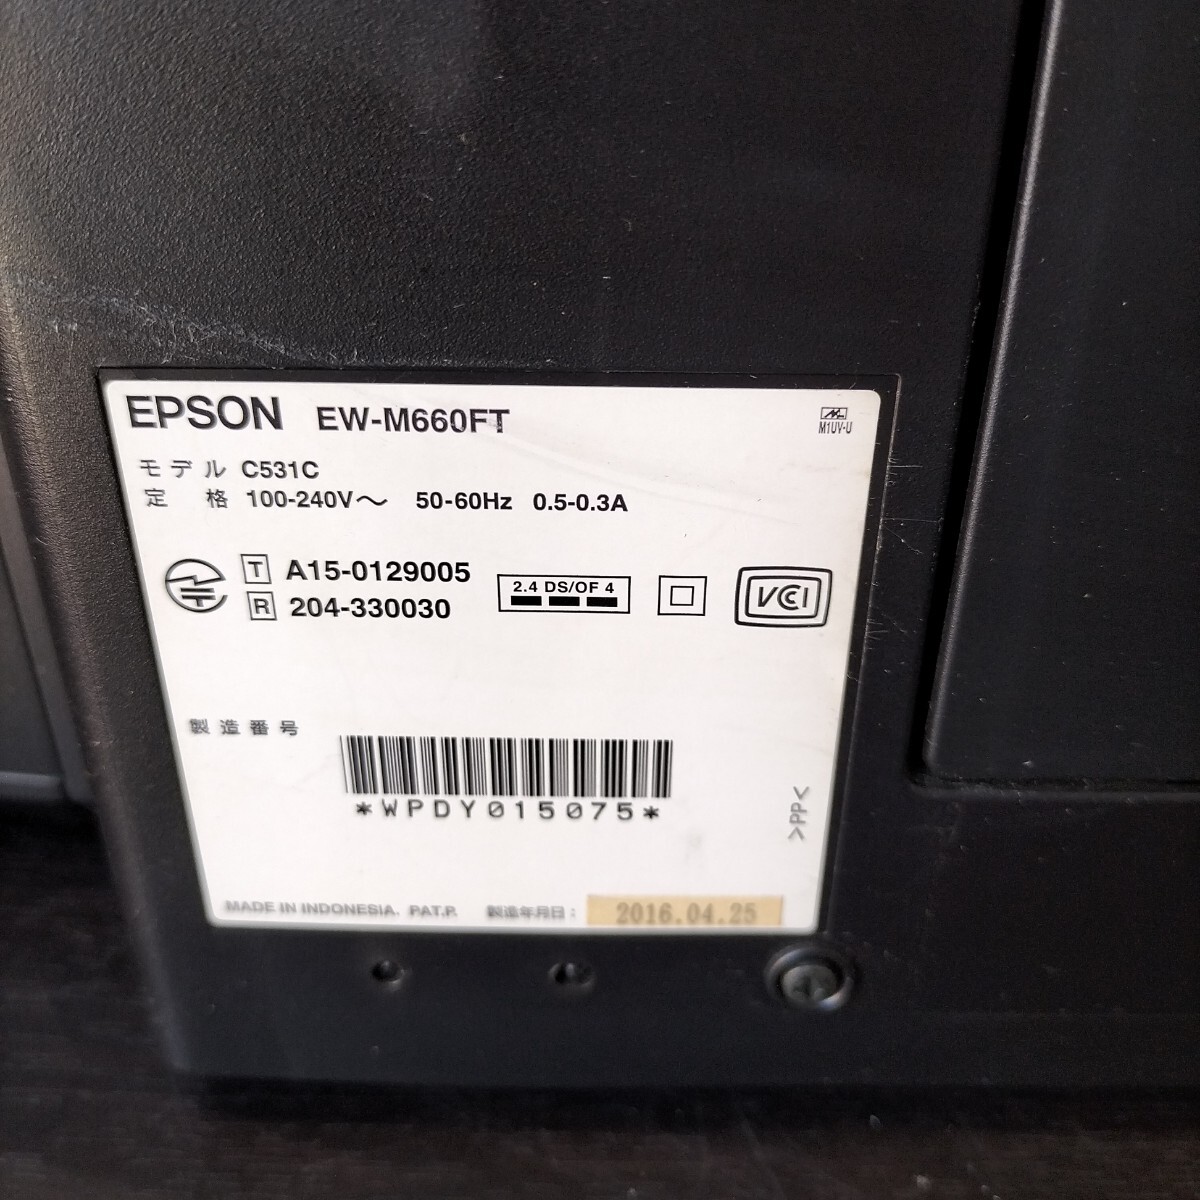 EPSON EW-M660FT
M1UV-U
モデル C531C
定 格 100-240V～ 50-60Hz 0.5-0.3A
T A15-0129005
R 204-330030
2.4 DS/OF 4
VCCI
製造番号
*WPDY015075*
>PP<
MADE IN INDONESIA. PAT.P. 製造年月日: 2016.04.25